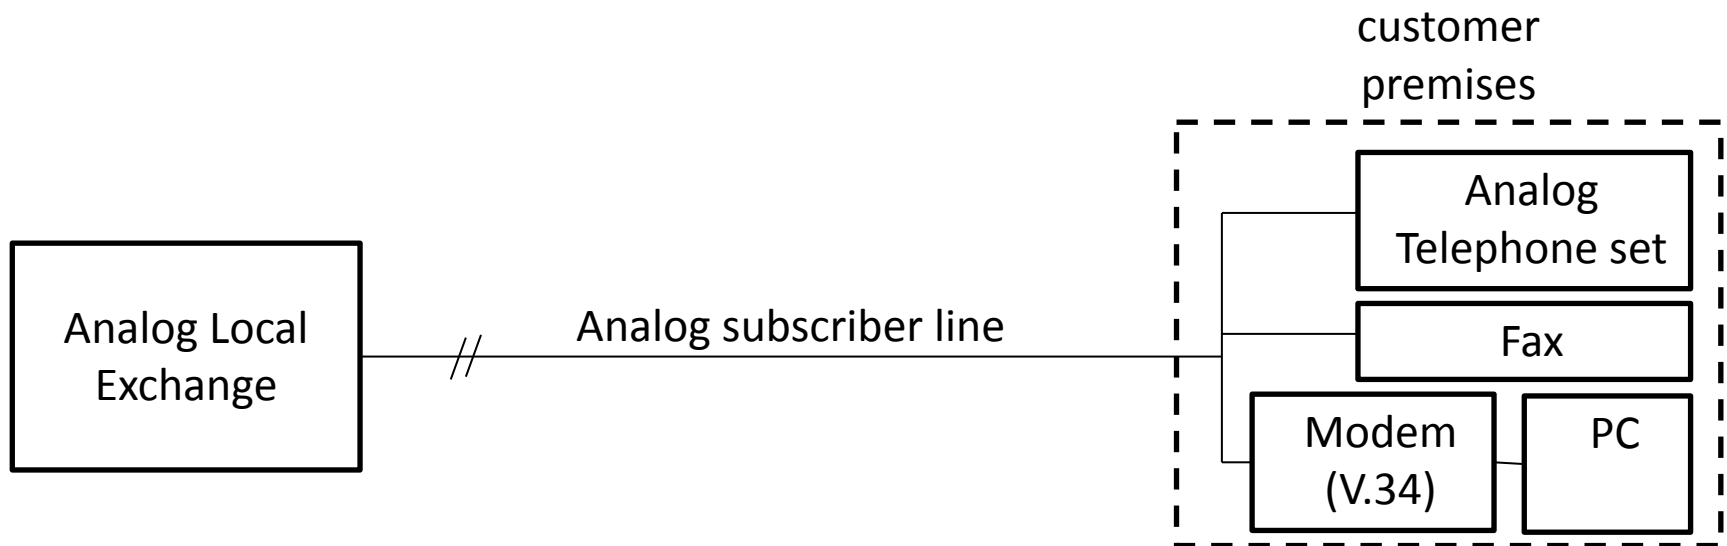 customer
premises
Analog
Telephone set
Analog Local
Exchange
Analog subscriber line
Fax
Modem
(V.34)
PC